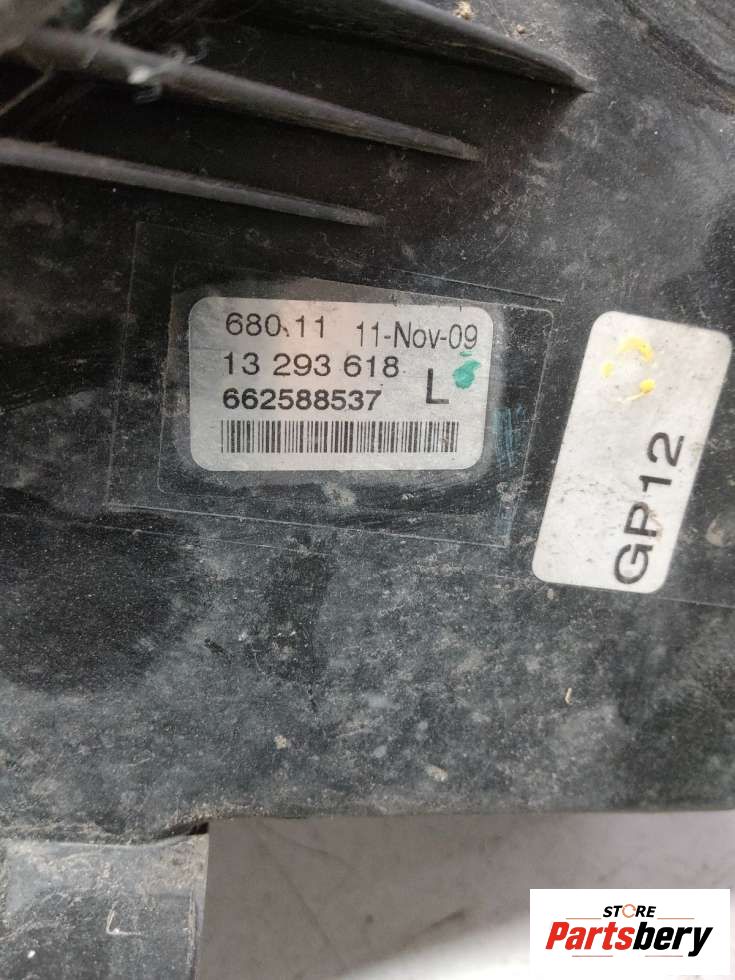 680.11 11-Nov-09
13 293 618
662588537 L
GP12
STORE
Partsbery